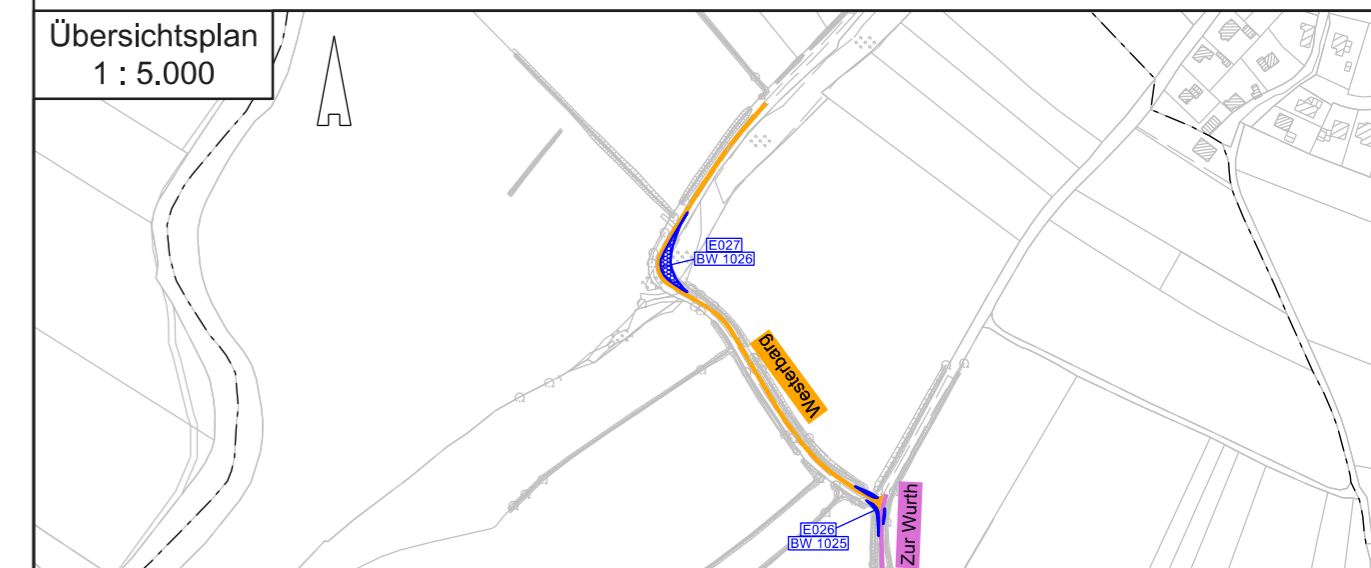 Übersichtsplan
1 : 5.000
E027
BW 1026
Westerbarg
E026
BW 1025
Zur Wurth